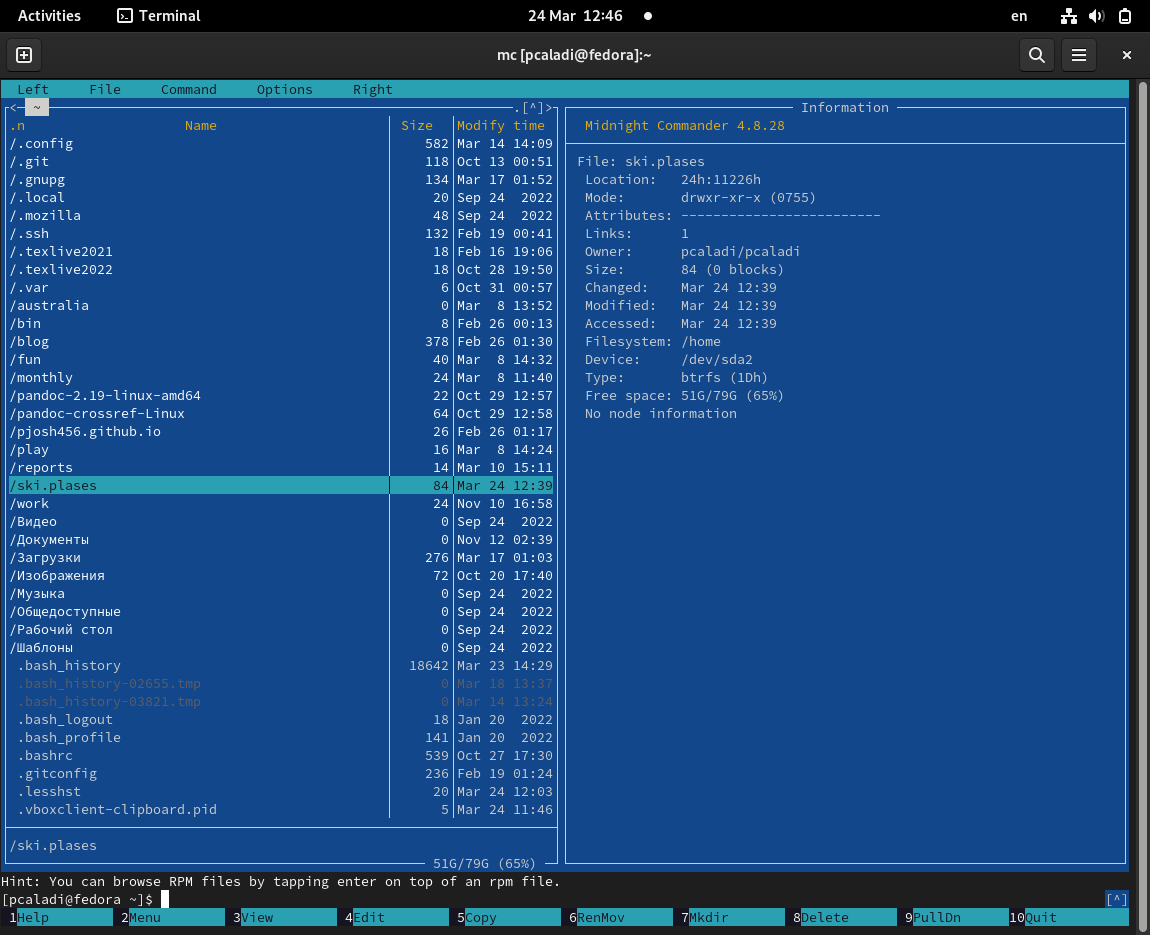 Activities Terminal 24 Mar 12:46 en
mc [pcaladi@fedora]:~
Left File Command Options Right
<- ~ .[^]>
.n Name Size Modify time
/.config 582 Mar 14 14:09
/.git 118 Oct 13 00:51
/.gnupg 134 Mar 17 01:52
/.local 20 Sep 24 2022
/.mozilla 48 Sep 24 2022
/.ssh 132 Feb 19 00:41
/.texlive2021 18 Feb 16 19:06
/.texlive2022 18 Oct 28 19:50
/.var 6 Oct 31 00:57
/australia 0 Mar 8 13:52
/bin 8 Feb 26 00:13
/blog 378 Feb 26 01:30
/fun 40 Mar 8 14:32
/monthly 24 Mar 8 11:40
/pandoc-2.19-linux-amd64 22 Oct 29 12:57
/pandoc-crossref-Linux 64 Oct 29 12:58
/pjosh456.github.io 26 Feb 26 01:17
/play 16 Mar 8 14:24
/reports 14 Mar 10 15:11
/ski.plases 84 Mar 24 12:39
/work 24 Nov 10 16:58
/Видео 0 Sep 24 2022
/Документы 0 Nov 12 02:39
/Загрузки 276 Mar 17 01:03
/Изображения 72 Oct 20 17:40
/Музыка 0 Sep 24 2022
/Общедоступные 0 Sep 24 2022
/Рабочий стол 0 Sep 24 2022
/Шаблоны 0 Sep 24 2022
.bash_history 18642 Mar 23 14:29
.bash_history-02655.tmp 0 Mar 18 13:37
.bash_history-03821.tmp 0 Mar 14 13:24
.bash_logout 18 Jan 20 2022
.bash_profile 141 Jan 20 2022
.bashrc 539 Oct 27 17:30
.gitconfig 236 Feb 19 01:24
.lesshst 20 Mar 24 12:03
.vboxclient-clipboard.pid 5 Mar 24 11:46
/ski.plases
51G/79G (65%)
Information
Midnight Commander 4.8.28
File: ski.plases
Location: 24h:11226h
Mode: drwxr-xr-x (0755)
Attributes: -------------------------
Links: 1
Owner: pcaladi/pcaladi
Size: 84 (0 blocks)
Changed: Mar 24 12:39
Modified: Mar 24 12:39
Accessed: Mar 24 12:39
Filesystem: /home
Device: /dev/sda2
Type: btrfs (1Dh)
Free space: 51G/79G (65%)
No node information
Hint: You can browse RPM files by tapping enter on top of an rpm file.
[pcaladi@fedora ~]$ [^]
1Help 2Menu 3View 4Edit 5Copy 6RenMov 7Mkdir 8Delete 9PullDn 10Quit